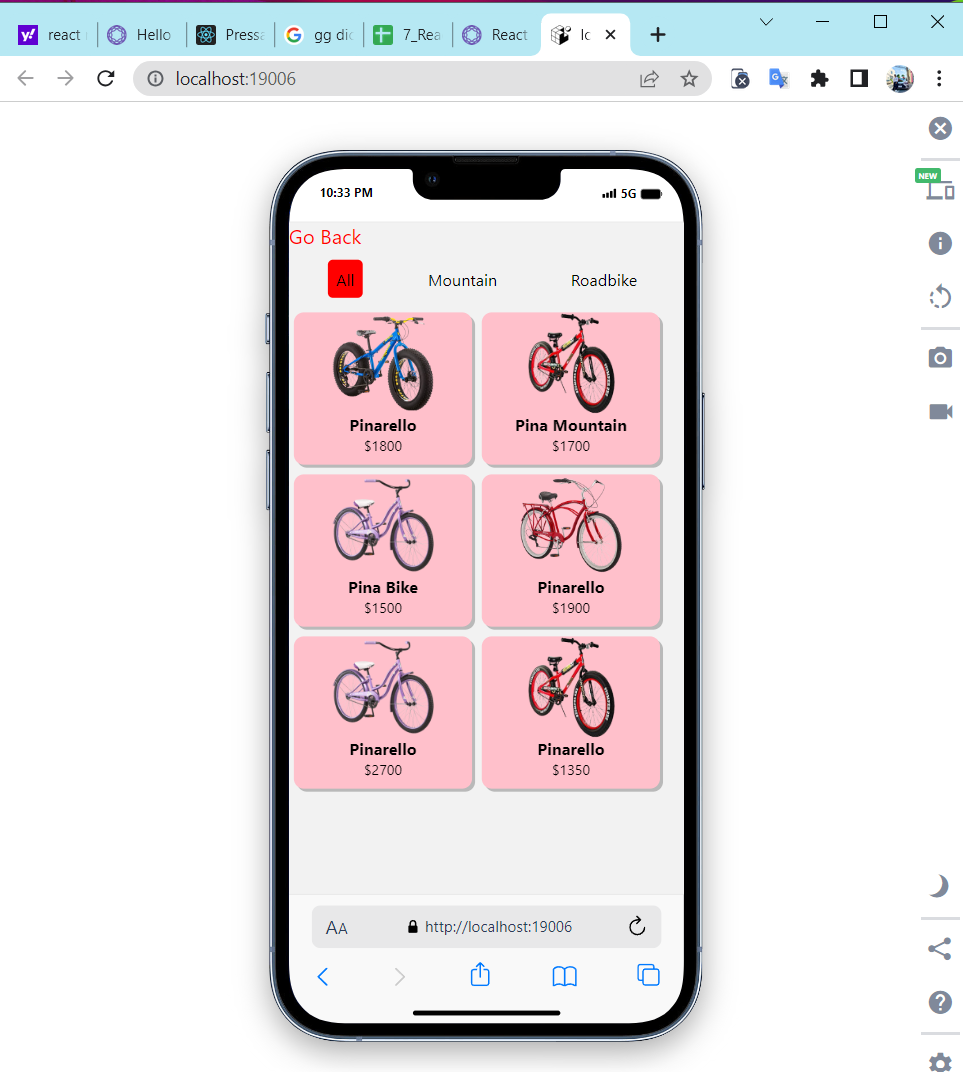 react
Hello
Pressa
gg dic
7_Rea
React
lo
localhost:19006
NEW
10:33 PM
5G
Go Back
All Mountain Roadbike
Pinarello Pina Mountain
$1800 $1700
Pina Bike Pinarello
$1500 $1900
Pinarello Pinarello
$2700 $1350
AA http://localhost:19006